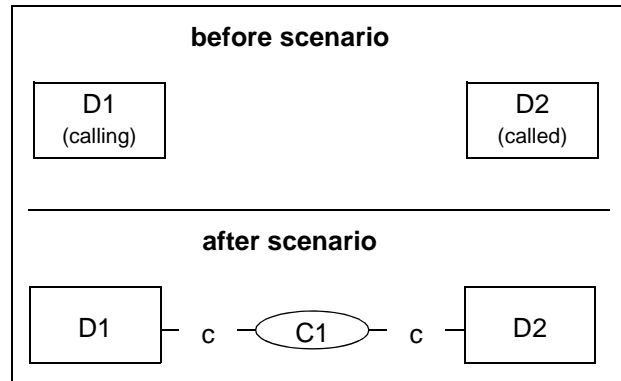 before scenario
D1 D2
(calling) (called)
after scenario
D1 c C1 c D2